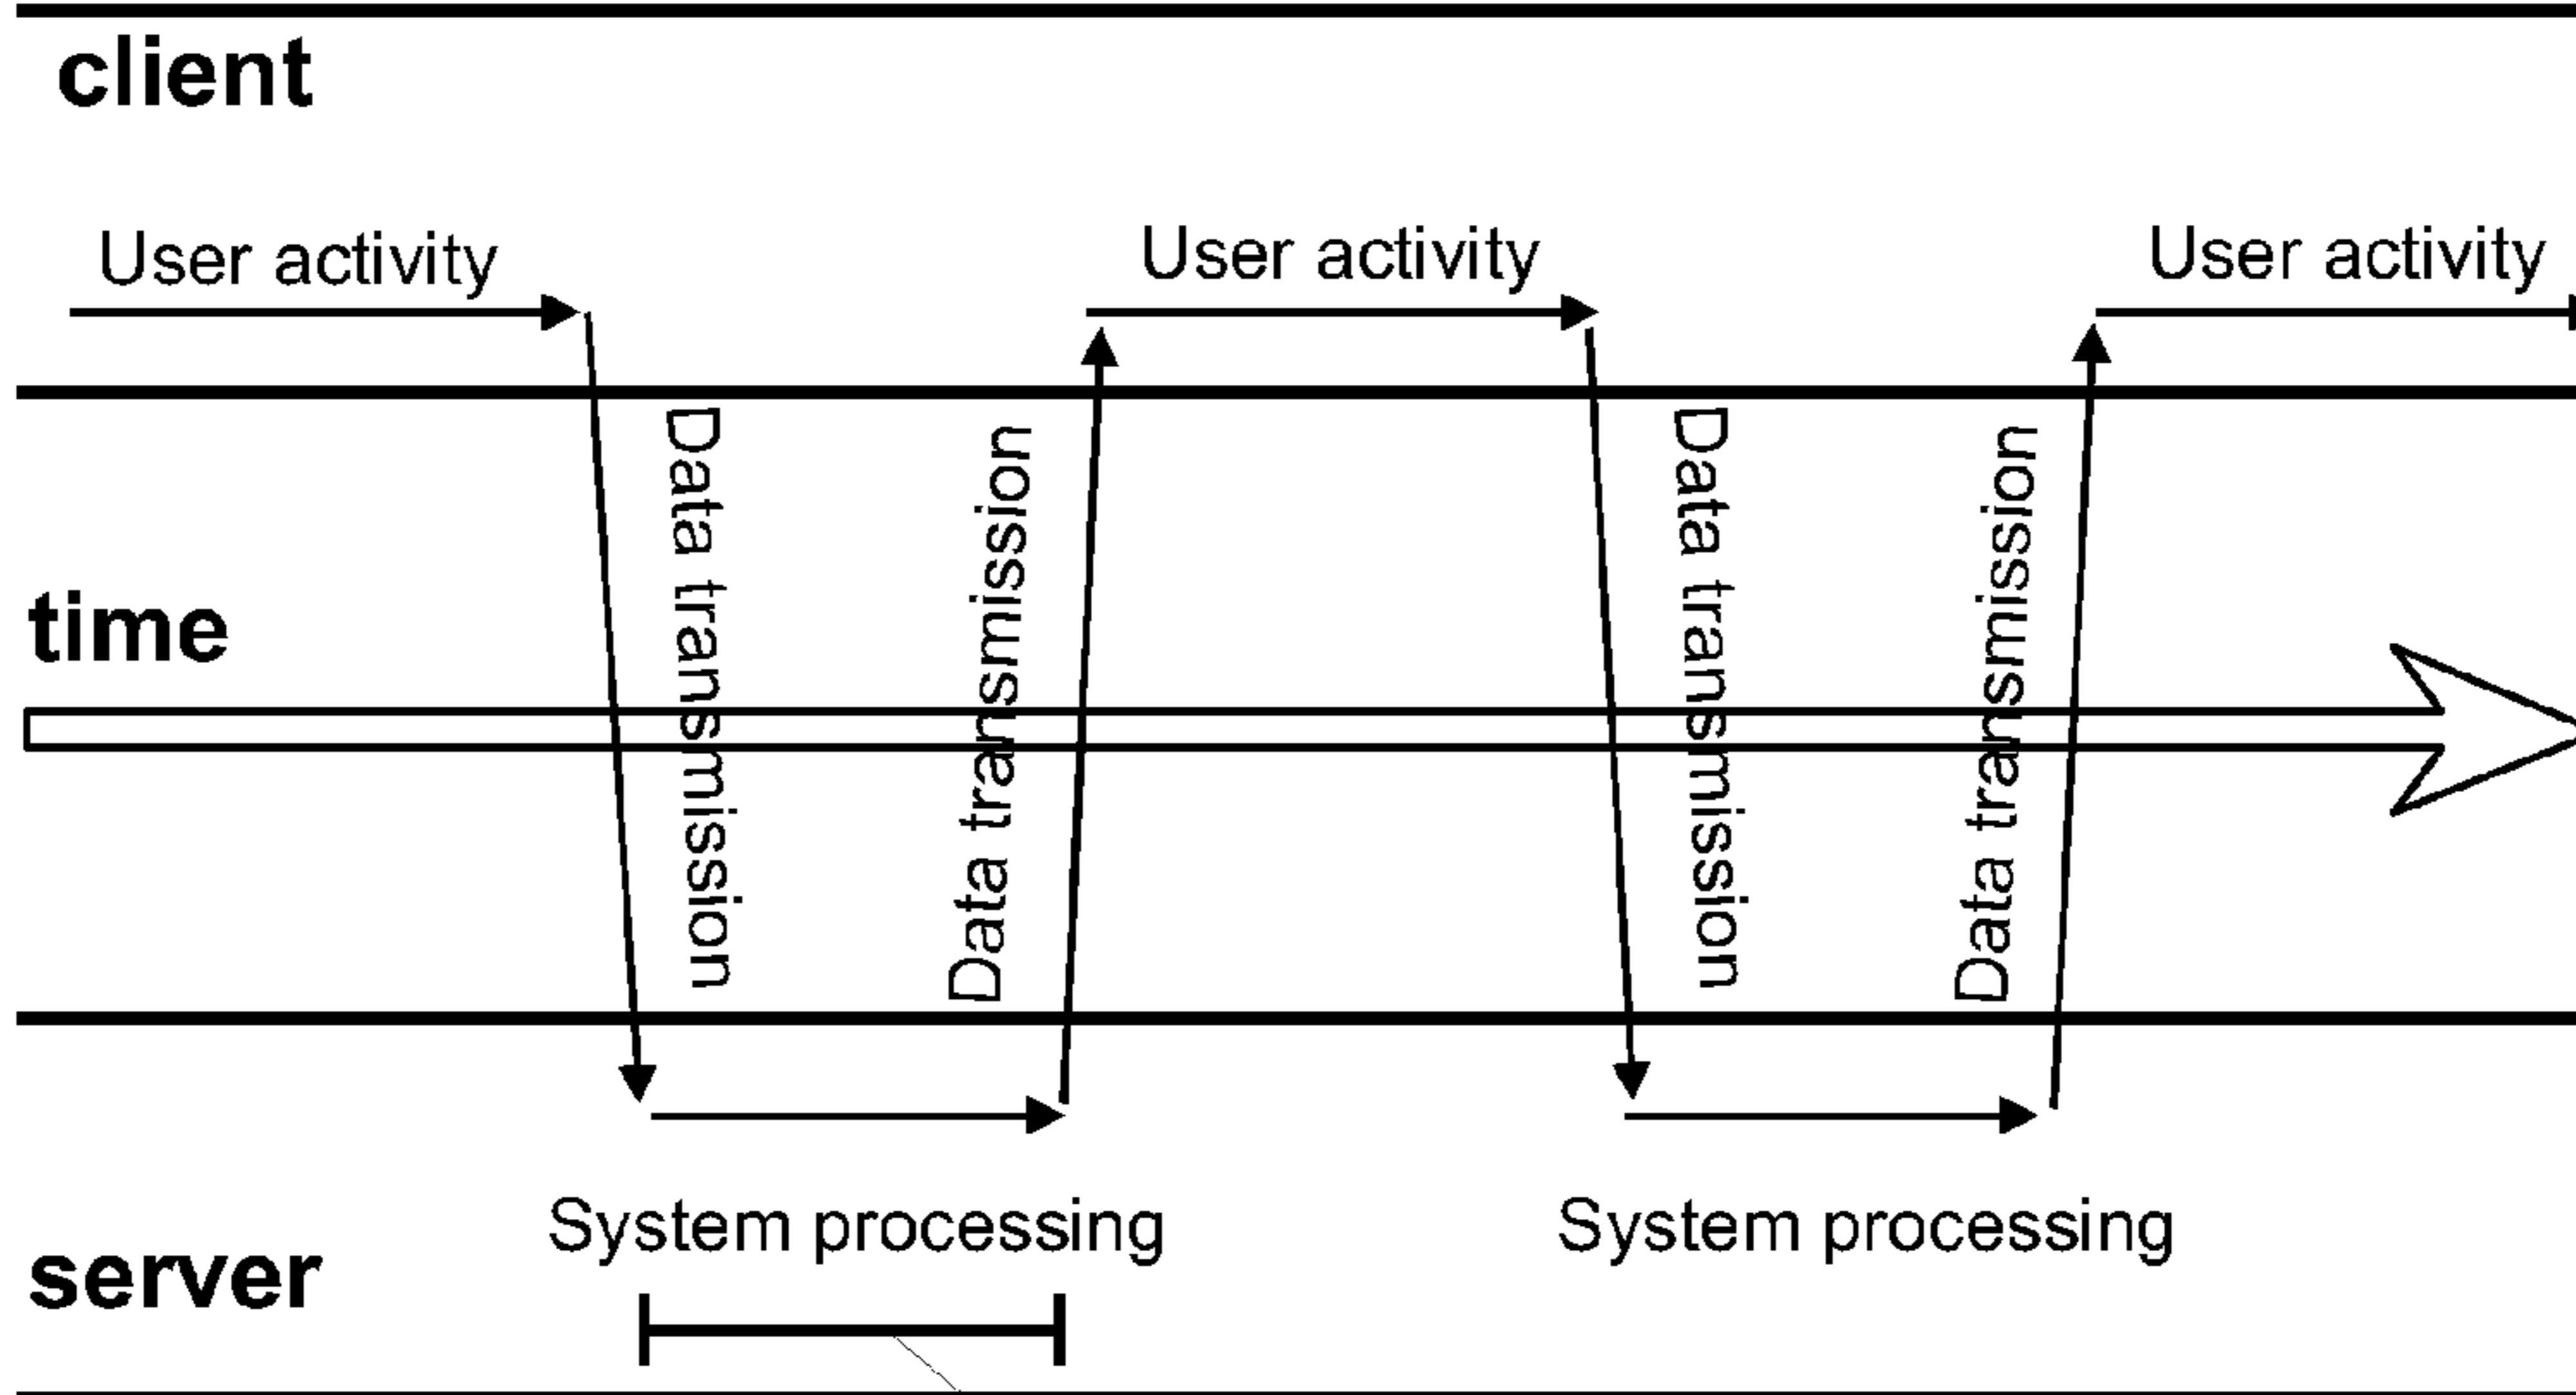 client
User activity
User activity
User activity
Data transmission
Data transmission
Data transmission
Data transmission
time
System processing
System processing
server